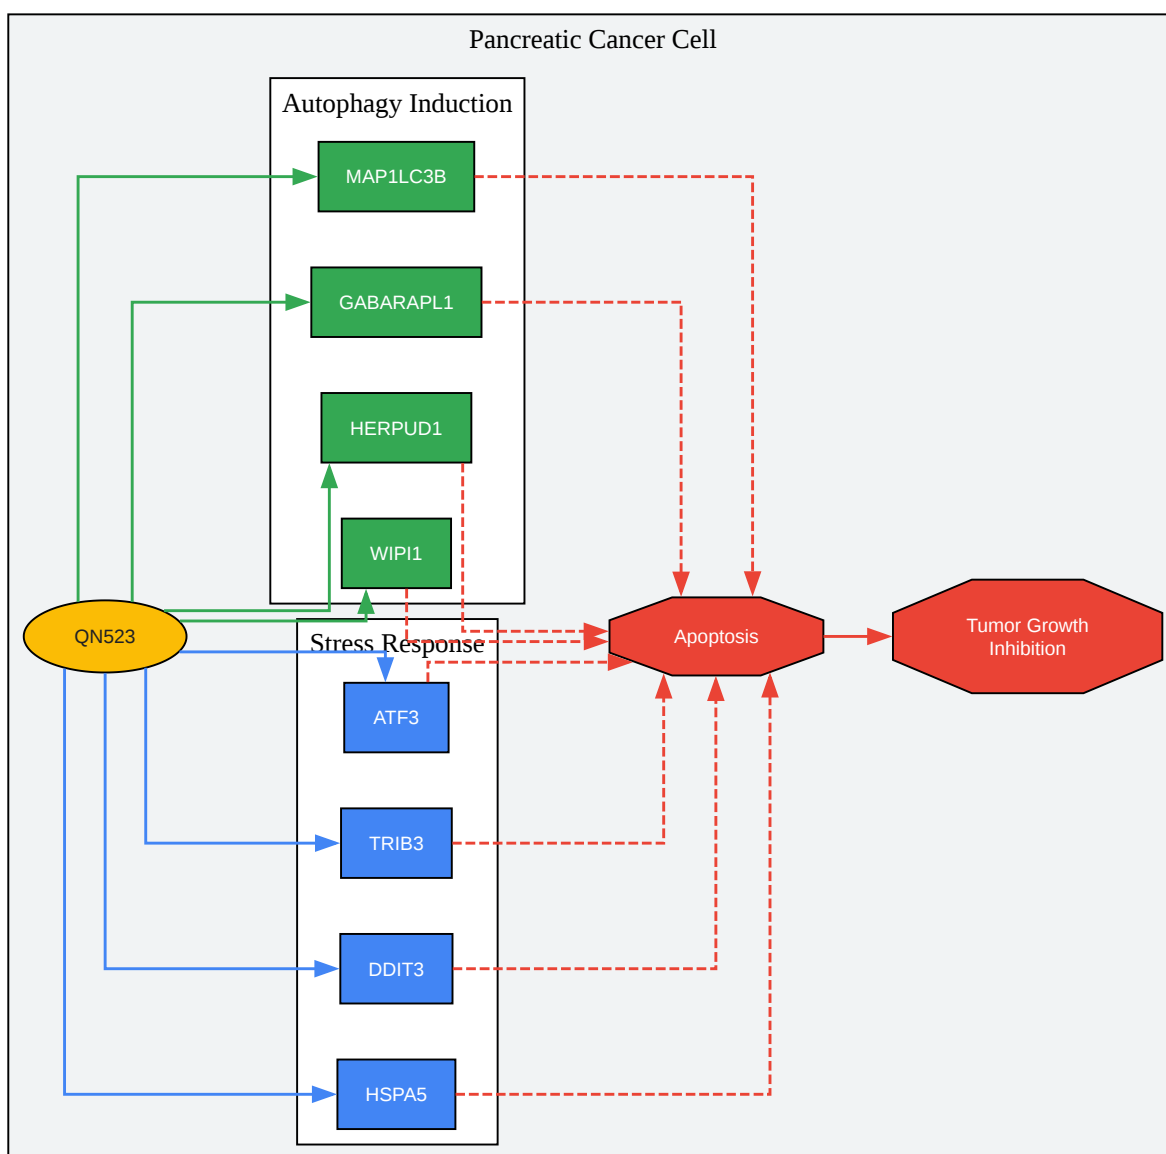 Pancreatic Cancer Cell
Autophagy Induction
MAP1LC3B
GABARAPL1
HERPUD1
WIPI1
QN523
Stress Response
ATF3
TRIB3
DDIT3
HSPA5
Apoptosis
Tumor Growth
Inhibition